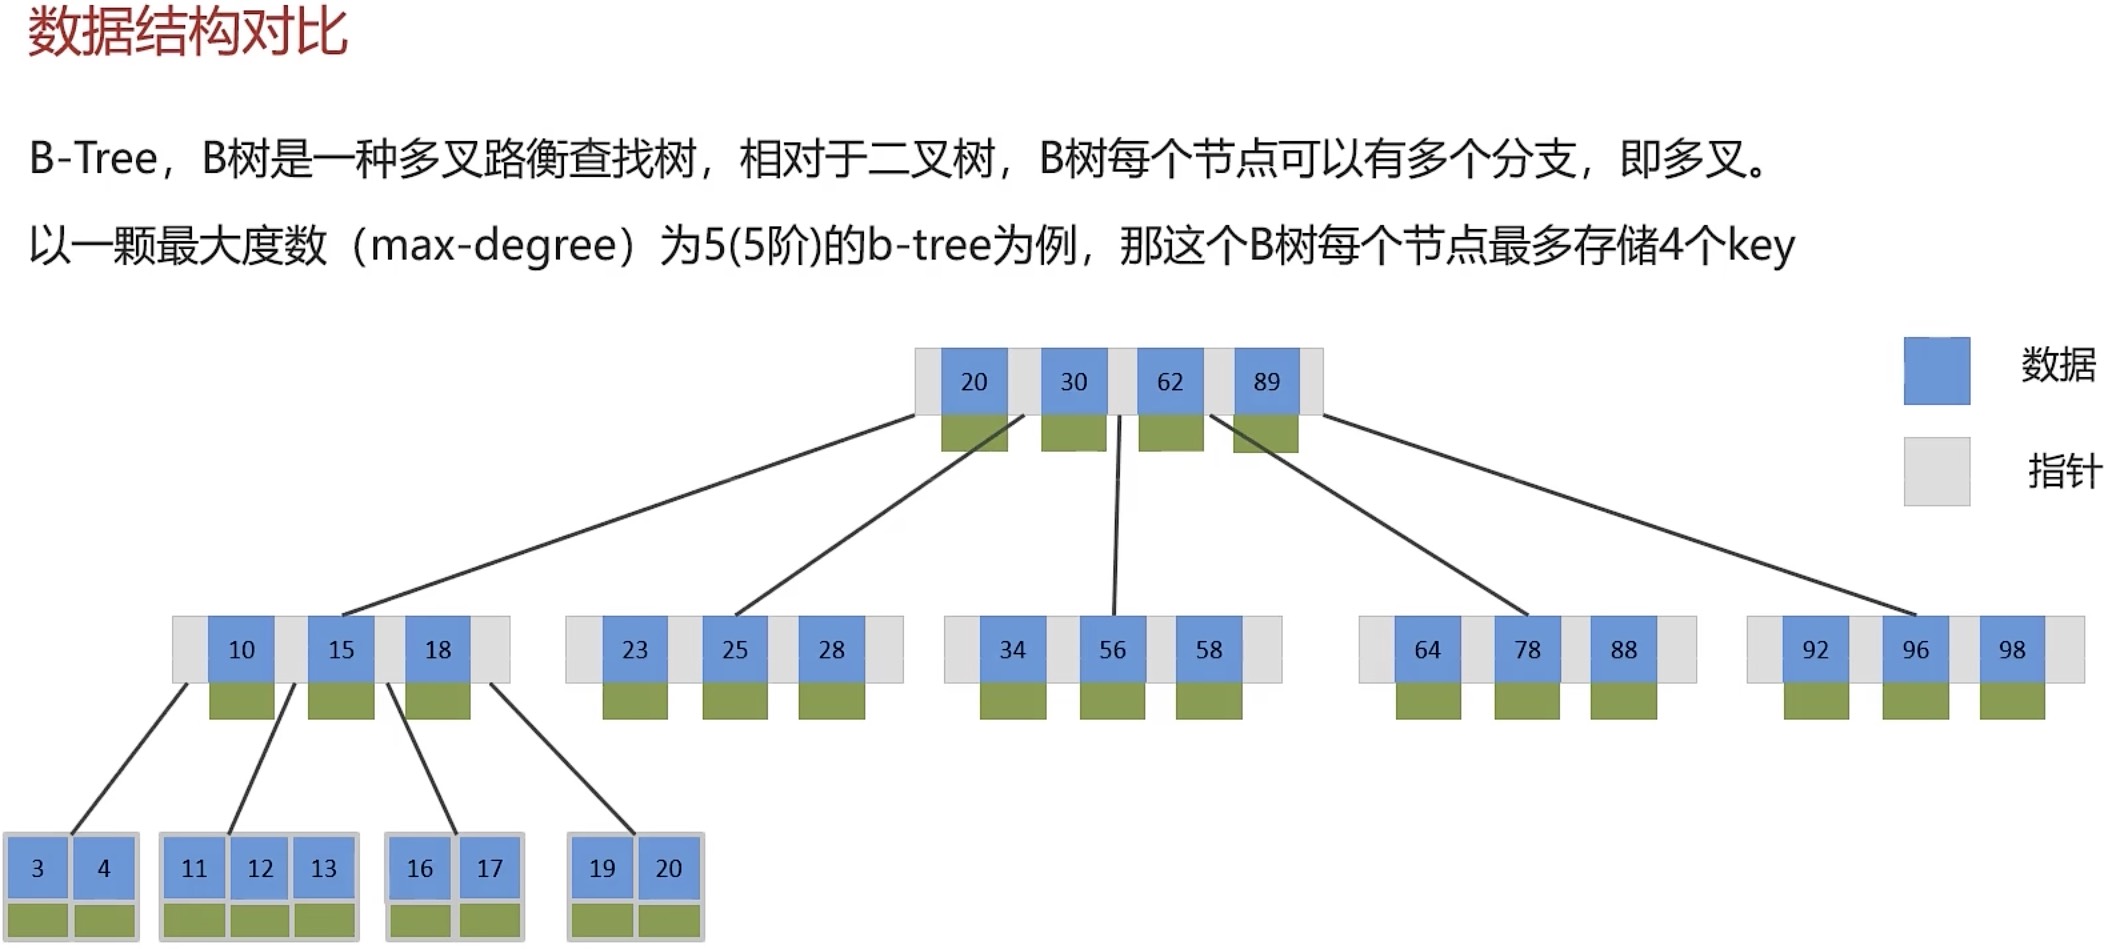 数据结构对比
B-Tree，B树是一种多叉路衡查找树，相对于二叉树，B树每个节点可以有多个分支，即多叉。
以一颗最大度数（max-degree）为5(5阶)的b-tree为例，那这个B树每个节点最多存储4个key
20 30 62 89
数据
指针
10 15 18 23 25 28 34 56 58 64 78 88 92 96 98
3 4 11 12 13 16 17 19 20